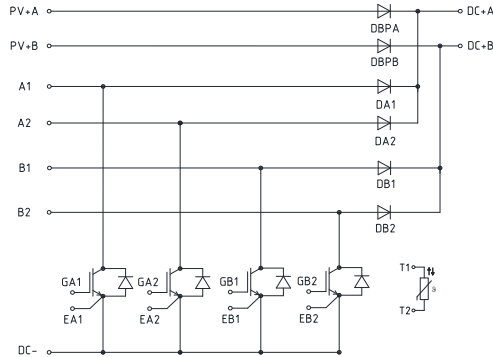 PV+A DC+A
DBPA
PV+B DC+B
DBPB
A1
DA1
A2
DA2
B1
DB1
B2
DB2
GA1 GA2 GB1 GB2 T1
EA1 EA2 EB1 EB2 T2
DC-